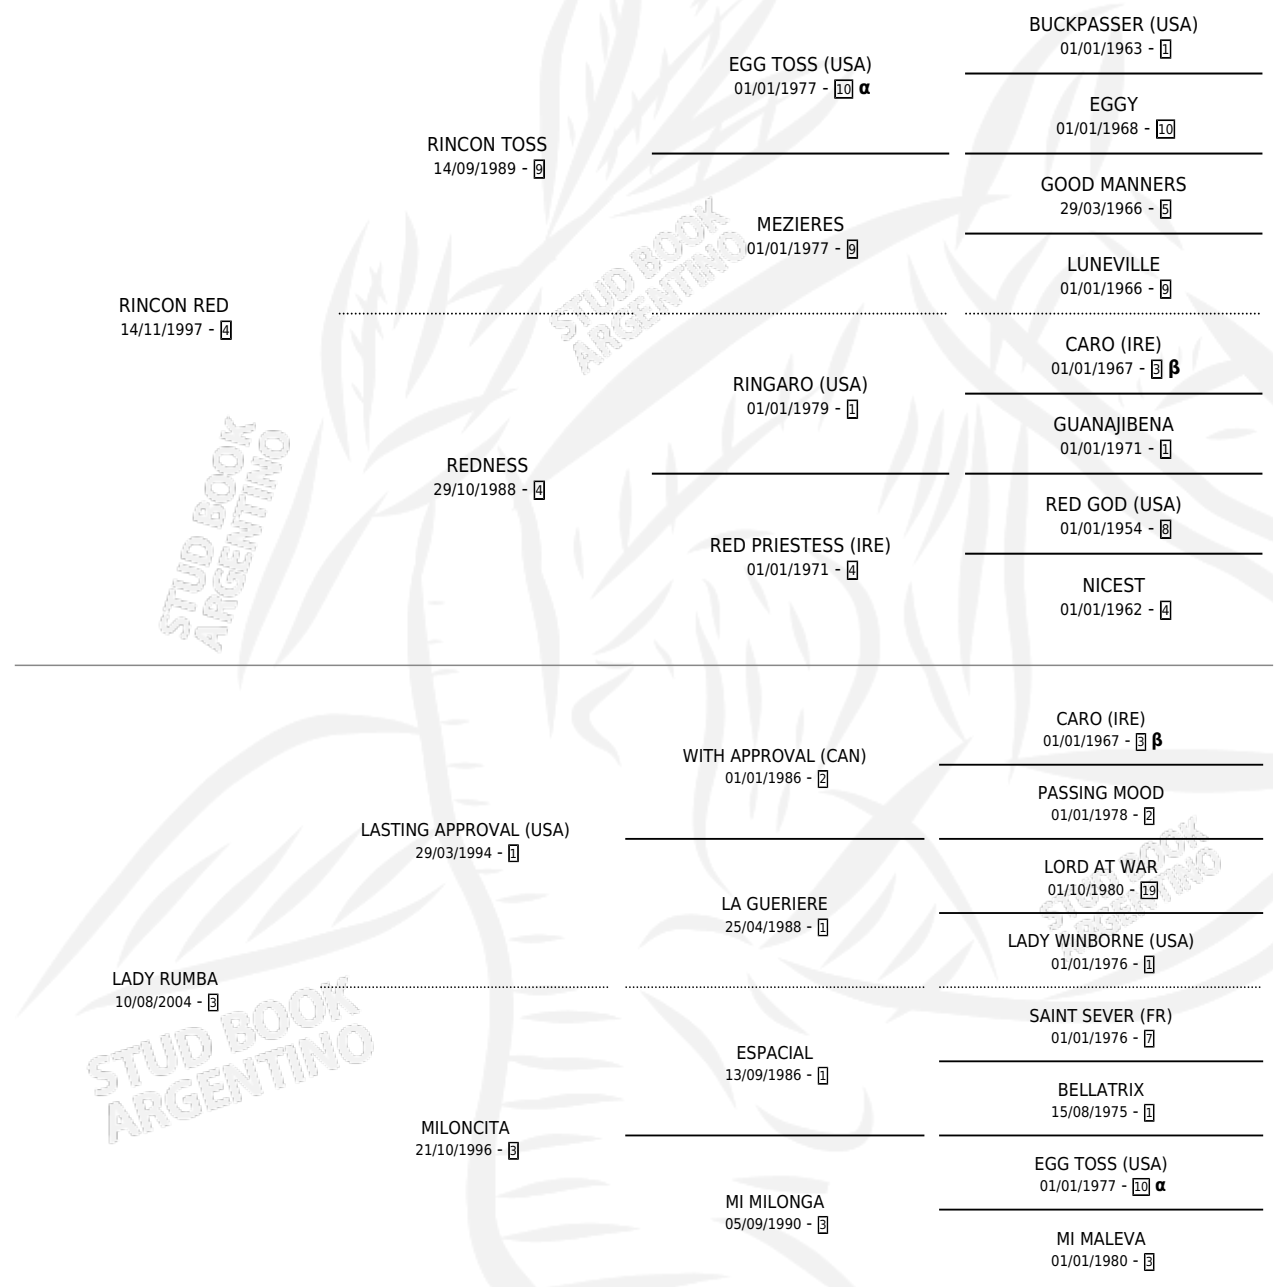 BUCKPASSER (USA)
01/01/1963 - 1
EGG TOSS (USA)
01/01/1977 - 10 α
EGGY
01/01/1968 - 10
RINCON TOSS
14/09/1989 - 9
GOOD MANNERS
29/03/1966 - 5
MEZIERES
01/01/1977 - 9
LUNEVILLE
01/01/1966 - 9
RINCON RED
14/11/1997 - 4
CARO (IRE)
01/01/1967 - 3 β
RINGARO (USA)
01/01/1979 - 1
GUANAJIBENA
01/01/1971 - 1
REDNESS
29/10/1988 - 4
RED GOD (USA)
01/01/1954 - 8
RED PRIESTESS (IRE)
01/01/1971 - 4
NICEST
01/01/1962 - 4
CARO (IRE)
01/01/1967 - 3 β
WITH APPROVAL (CAN)
01/01/1986 - 2
PASSING MOOD
01/01/1978 - 2
LASTING APPROVAL (USA)
29/03/1994 - 1
LORD AT WAR
01/10/1980 - 19
LA GUERIERE
25/04/1988 - 1
LADY WINBORNE (USA)
01/01/1976 - 1
LADY RUMBA
10/08/2004 - 3
SAINT SEVER (FR)
01/01/1976 - 7
ESPACIAL
13/09/1986 - 1
BELLATRIX
15/08/1975 - 1
MILONCITA
21/10/1996 - 3
EGG TOSS (USA)
01/01/1977 - 10 α
MI MILONGA
05/09/1990 - 3
MI MALEVA
01/01/1980 - 3
STUD BOOK
ARGENTINO
STUD BOOK
ARGENTINO
STUD BOOK
ARGENTINO
STUD BOOK
ARGENTINO